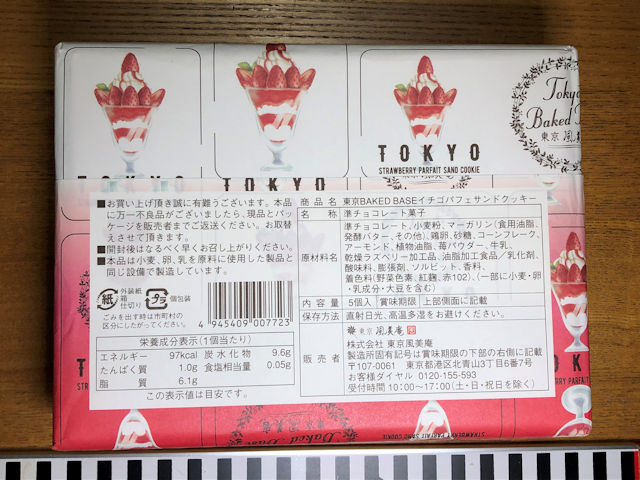 Tokyo
Baked
東京
TOKYO
TOKYO
STRAWBERRY PARFAIT SAND COOKIE
■お買い上げ頂き誠に有難うございます。本品
に万一不良品がございましたら、現品とパッ
ケージを販売者までご返送ください。お取替
えさせて頂きます。
■開封後はなるべく早くお召し上がりください。
■本品は小麦、卵、乳を原料に使用した製品と
同じ設備で製造しています。
紙 外装紙
箱
仕切り
プラ 個包装
ごみを出す時は市町村の
区分にしたがってください。
4 945409 007723
栄養成分表示(1個当たり)
エネルギー 97kcal 炭水化物 9.6g
たんぱく質 1.0g 食塩相当量 0.05g
脂質 6.1g
この表示値は目安です。
商品名 東京BAKED BASEイチゴパフェサンドクッキー
名称 準チョコレート菓子
原材料名 準チョコレート、小麦粉、マーガリン(食用油脂、
発酵バター、その他)、鶏卵、砂糖、コーンフレーク、
アーモンド、植物油脂、苺パウダー、牛乳、
乾燥ラズベリー加工品、油脂加工食品/乳化剤、
酸味料、膨張剤、ソルビット、香料、
着色料(野菜色素、紅麹、赤102)、(一部に小麦・卵
・乳成分・大豆を含む)
内容量 5個入 賞味期限 上部側面に記載
保存方法 直射日光、高温多湿をお避けください。
販売者 東京 風美庵
株式会社 東京風美庵
製造所固有記号は賞味期限の下部の右側に記載
〒107-0061 東京都港区北青山3丁目6番18号
お客様ダイヤル 0120-559-123
受付時間 10:00〜17:00(土・日・祝日を除く)
TOKYO
STRAWBERRY PARFAIT SAND COOKIE
東京
Baked Base